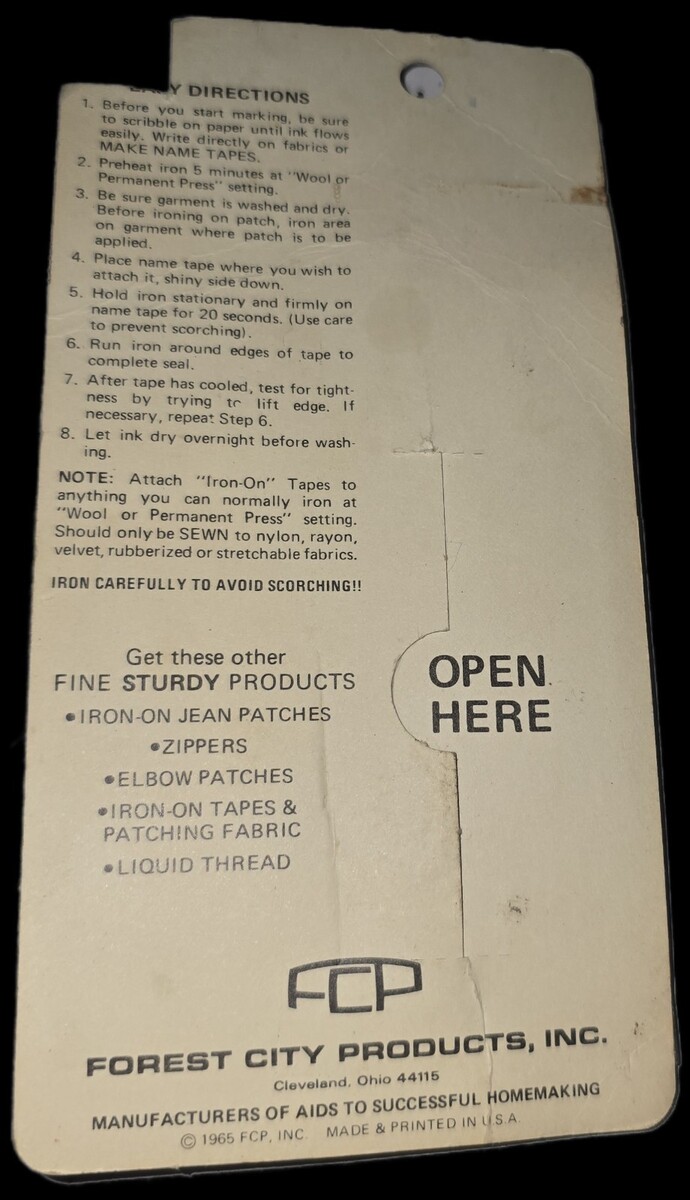 EASY DIRECTIONS
1. Before you start marking, be sure
to scribble on paper until ink flows
easily. Write directly on fabrics or
MAKE NAME TAPES.
2. Preheat iron 5 minutes at "Wool or
Permanent Press" setting.
3. Be sure garment is washed and dry.
Before ironing on patch, iron area
on garment where patch is to be
applied.
4. Place name tape where you wish to
attach it, shiny side down.
5. Hold iron stationary and firmly on
name tape for 20 seconds. (Use care
to prevent scorching).
6. Run iron around edges of tape to
complete seal.
7. After tape has cooled, test for tight-
ness by trying to lift edge. If
necessary, repeat Step 6.
8. Let ink dry overnight before wash-
ing.
NOTE: Attach "Iron-On" Tapes to
anything you can normally iron at
"Wool or Permanent Press" setting.
Should only be SEWN to nylon, rayon,
velvet, rubberized or stretchable fabrics.
IRON CAREFULLY TO AVOID SCORCHING!!
Get these other
FINE STURDY PRODUCTS
•IRON-ON JEAN PATCHES
•ZIPPERS
•ELBOW PATCHES
•IRON-ON TAPES &
PATCHING FABRIC
•LIQUID THREAD
OPEN
HERE
FCP
FOREST CITY PRODUCTS, INC.
Cleveland, Ohio 44115
MANUFACTURERS OF AIDS TO SUCCESSFUL HOMEMAKING
© 1965 FCP, INC. MADE & PRINTED IN U.S.A.